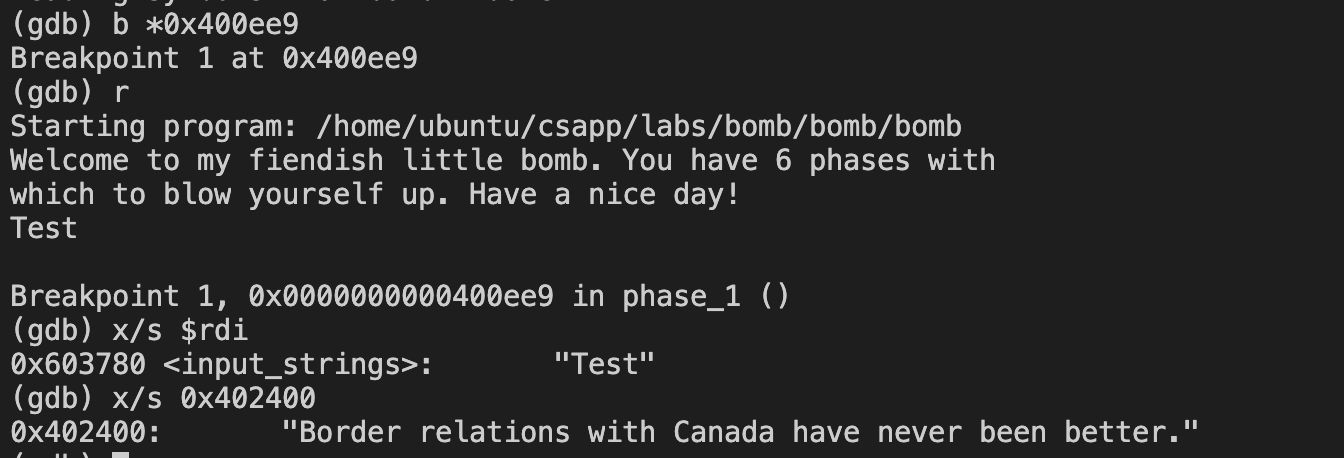 (gdb) b *0x400ee9
Breakpoint 1 at 0x400ee9
(gdb) r
Starting program: /home/ubuntu/csapp/labs/bomb/bomb/bomb
Welcome to my fiendish little bomb. You have 6 phases with
which to blow yourself up. Have a nice day!
Test
Breakpoint 1, 0x0000000000400ee9 in phase_1 ()
(gdb) x/s $rdi
0x603780 <input_strings>: "Test"
(gdb) x/s 0x402400
0x402400: "Border relations with Canada have never been better."